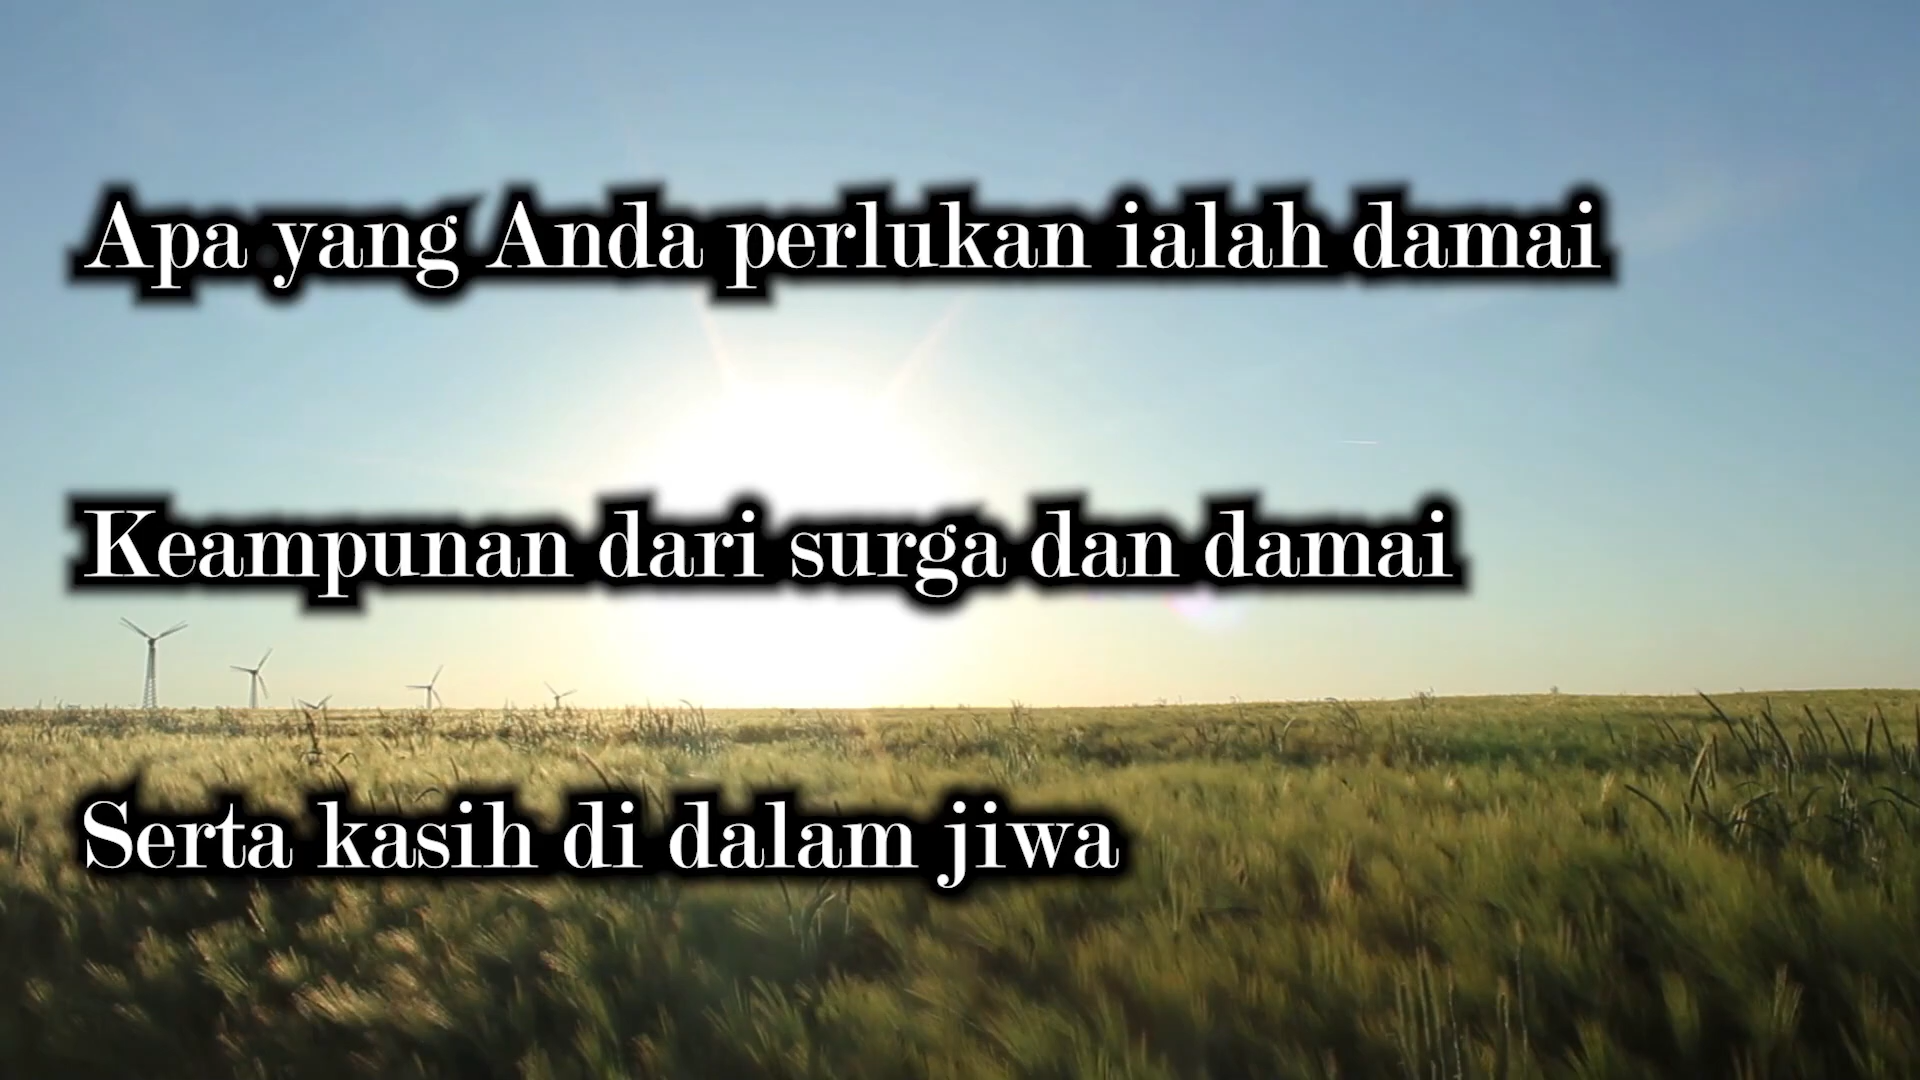 Apa yang Anda perlukan ialah damai
Keampunan dari surga dan damai
Serta kasih di dalam jiwa